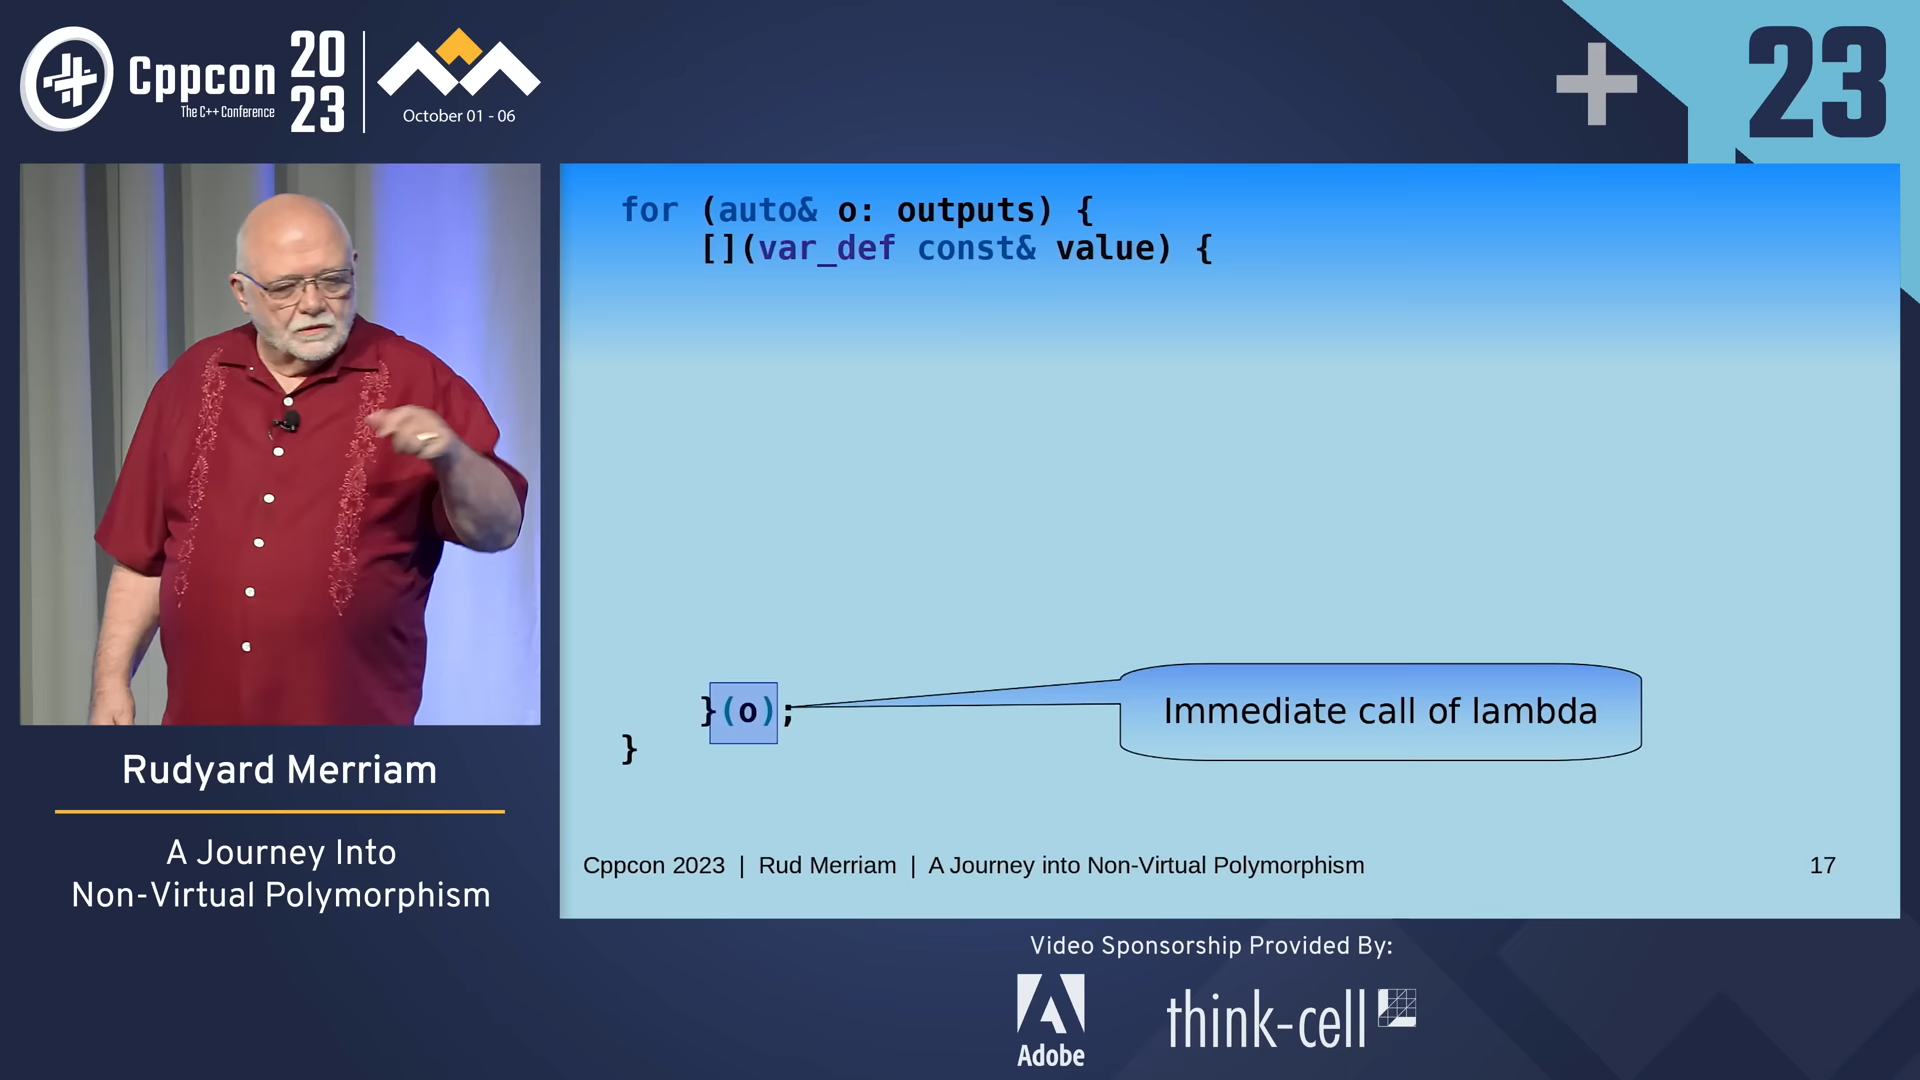 Cppcon
The C++ Conference
20
23
October 01 - 06
+ 23
for (auto& o: outputs) {
[](var_def const& value) {
}(o);
}
Immediate call of lambda
Cppcon 2023 | Rud Merriam | A Journey into Non-Virtual Polymorphism
17
Rudyard Merriam
A Journey Into
Non-Virtual Polymorphism
Video Sponsorship Provided By:
Adobe
think-cell